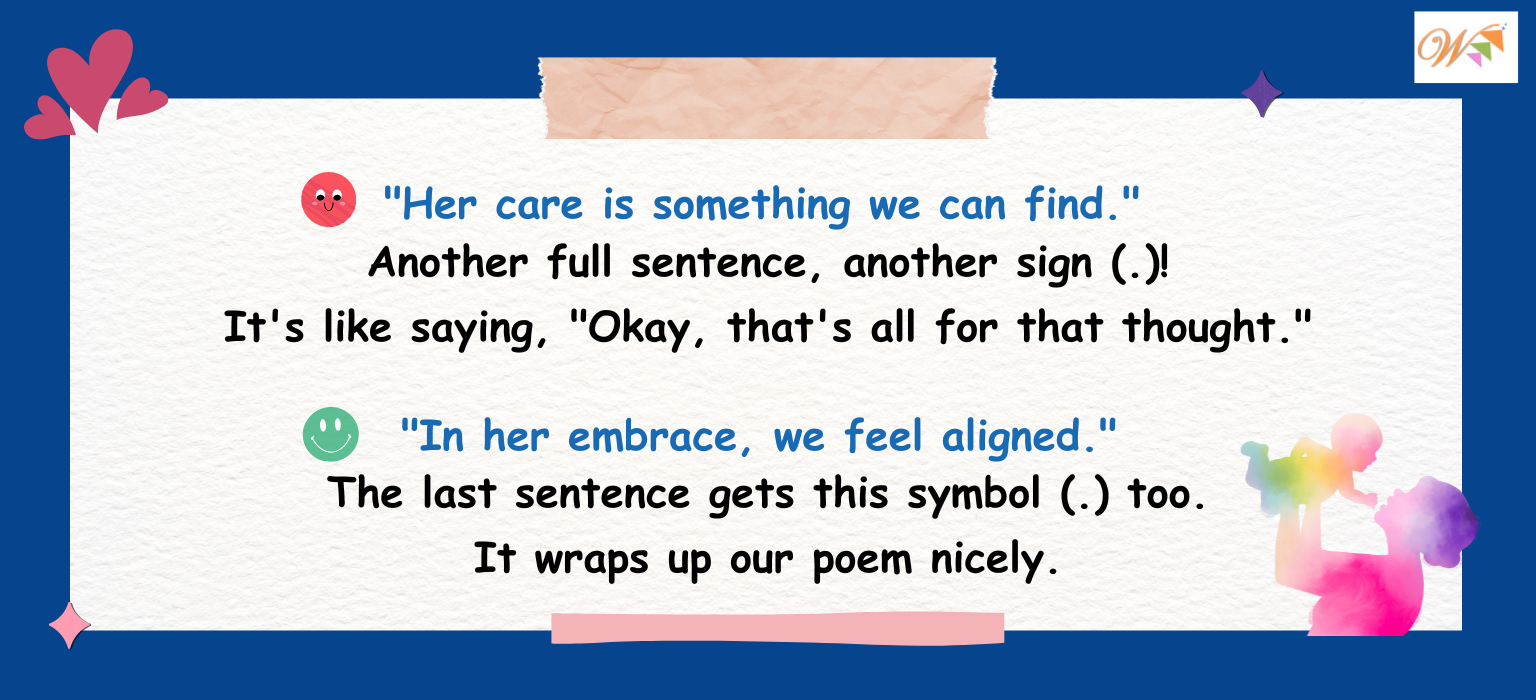 "Her care is something we can find."
Another full sentence, another sign (.)!
It's like saying, "Okay, that's all for that thought."
"In her embrace, we feel aligned."
The last sentence gets this symbol (.) too.
It wraps up our poem nicely.